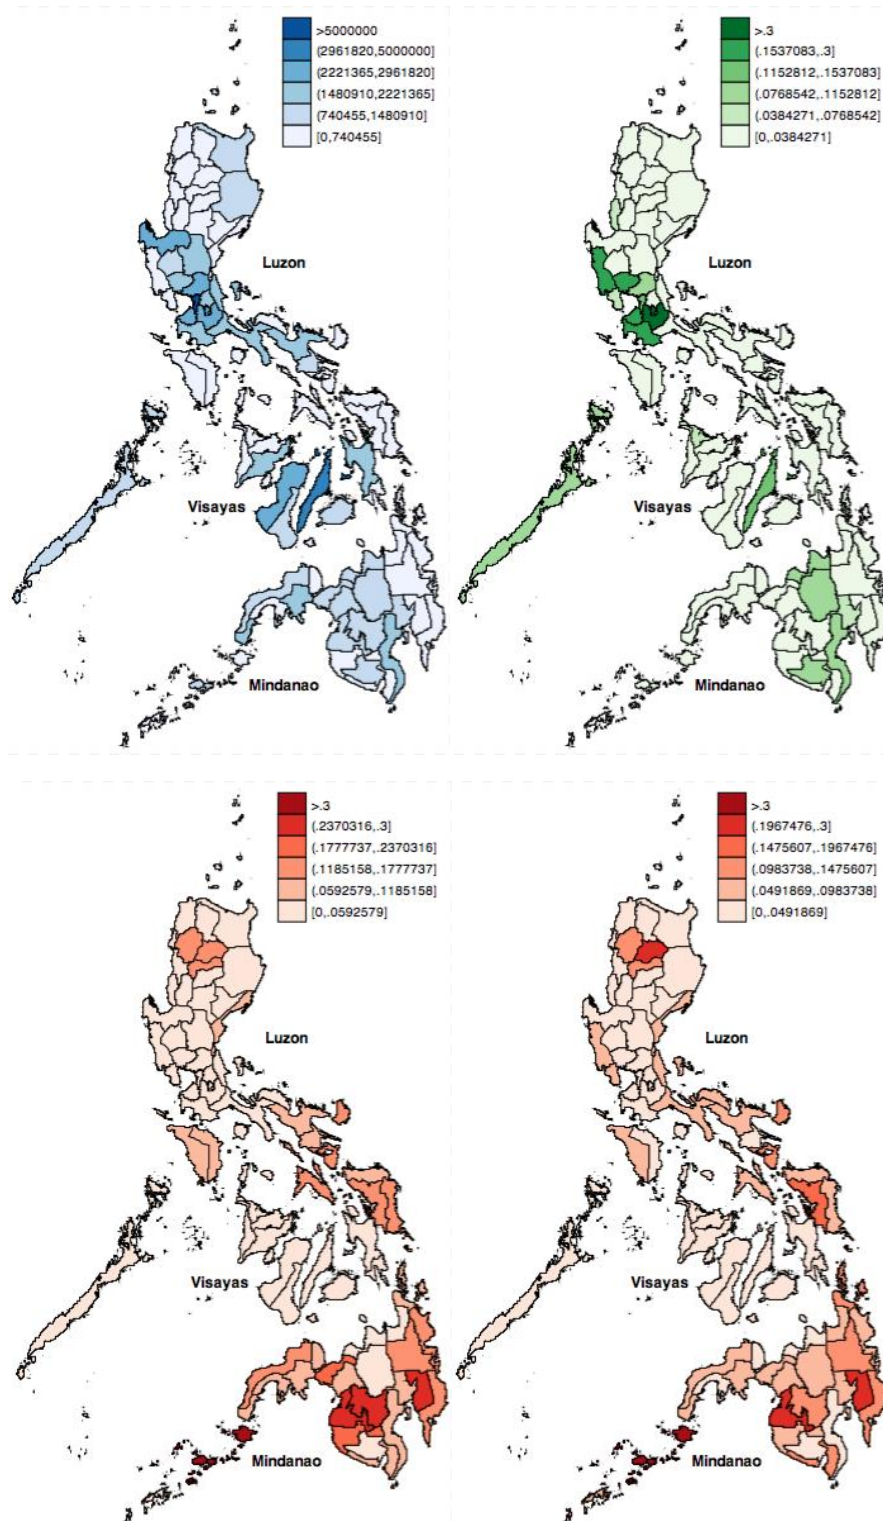 >5000000
(2961820,5000000]
(2221365,2961820]
(1480910,2221365]
(740455,1480910]
[0,740455]
Luzon
Visayas
Mindanao
>.3
(.1537083,.3]
(.1152812,.1537083]
(.0768542,.1152812]
(.0384271,.0768542]
[0,.0384271]
Luzon
Visayas
Mindanao
>.3
(.2370316,.3]
(.1777737,.2370316]
(.1185158,.1777737]
(.0592579,.1185158]
[0,.0592579]
Luzon
Visayas
Mindanao
>.3
(.1967476,.3]
(.1475607,.1967476]
(.0983738,.1475607]
(.0491869,.0983738]
[0,.0491869]
Luzon
Visayas
Mindanao